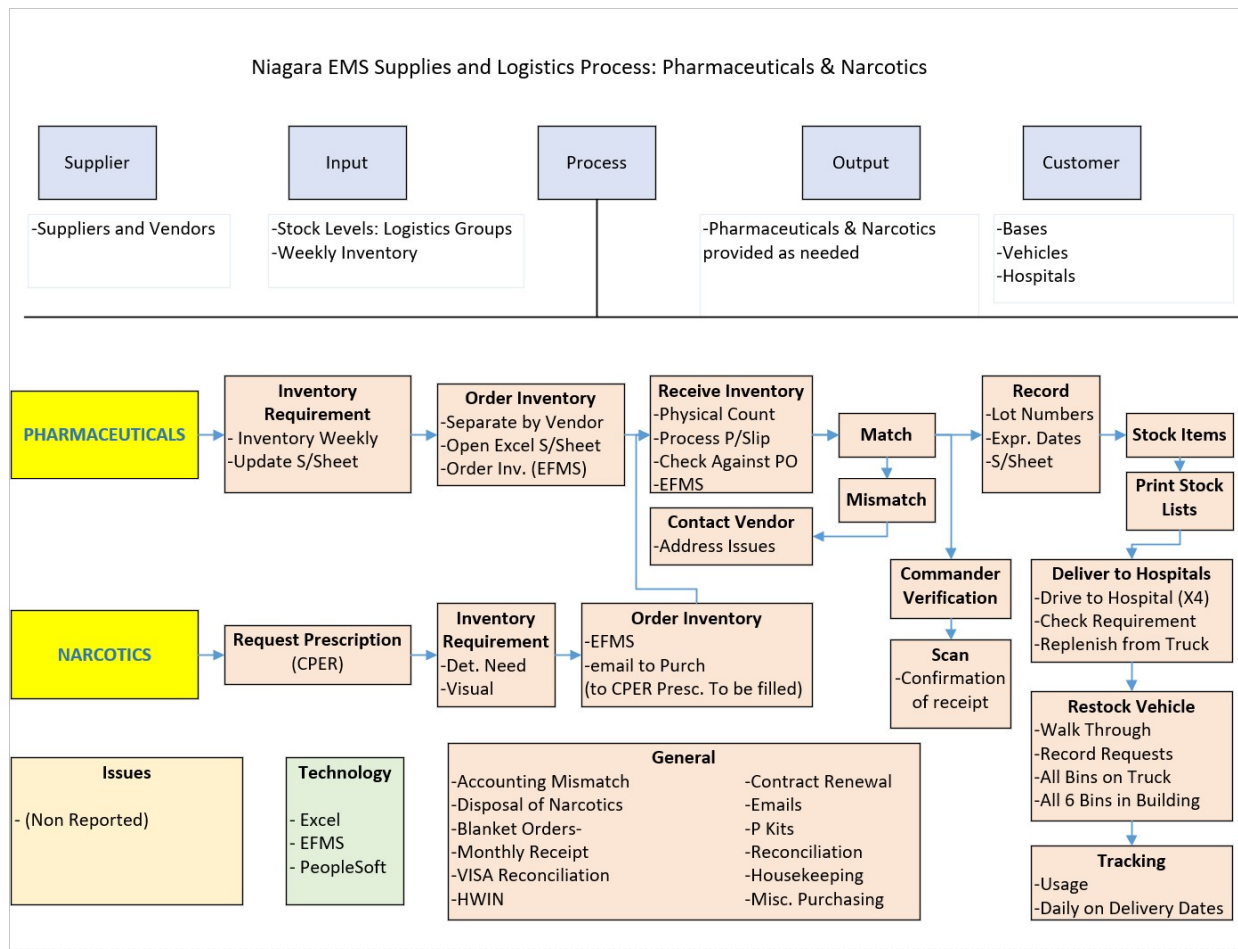 Niagara EMS Supplies and Logistics Process: Pharmaceuticals & Narcotics
Supplier
Input
Process
Output
Customer
-Suppliers and Vendors
-Stock Levels: Logistics Groups
-Weekly Inventory
-Pharmaceuticals & Narcotics
provided as needed
-Bases
-Vehicles
-Hospitals
PHARMACEUTICALS
Inventory
Requirement
- Inventory Weekly
-Update S/Sheet
Order Inventory
-Separate by Vendor
-Open Excel S/Sheet
-Order Inv. (EFMS)
Receive Inventory
-Physical Count
-Process P/Slip
-Check Against PO
-EFMS
Match
Mismatch
Contact Vendor
-Address Issues
Record
-Lot Numbers
-Expr. Dates
-S/Sheet
Stock Items
Print Stock
Lists
Commander
Verification
Scan
-Confirmation
of receipt
Deliver to Hospitals
-Drive to Hospital (X4)
-Check Requirement
-Replenish from Truck
Restock Vehicle
-Walk Through
-Record Requests
-All Bins on Truck
-All 6 Bins in Building
Tracking
-Usage
-Daily on Delivery Dates
NARCOTICS
Request Prescription
(CPER)
Inventory
Requirement
-Det. Need
-Visual
Order Inventory
-EFMS
-email to Purch
(to CPER Presc. To be filled)
Issues
- (Non Reported)
Technology
- Excel
- EFMS
- PeopleSoft
General
-Accounting Mismatch
-Disposal of Narcotics
-Blanket Orders-
-Monthly Receipt
-VISA Reconciliation
-HWIN
-Contract Renewal
-Emails
-P Kits
-Reconciliation
-Housekeeping
-Misc. Purchasing